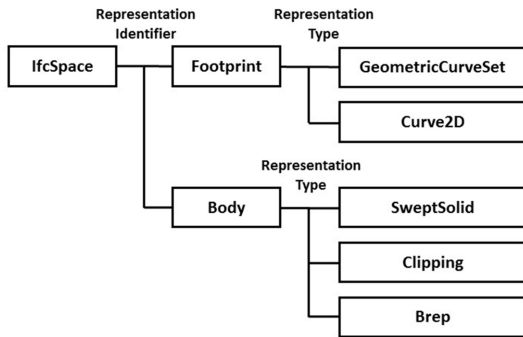 Representation
Identifier
Representation
Type
IfcSpace
Footprint
GeometricCurveSet
Curve2D
Representation
Type
Body
SweptSolid
Clipping
Brep